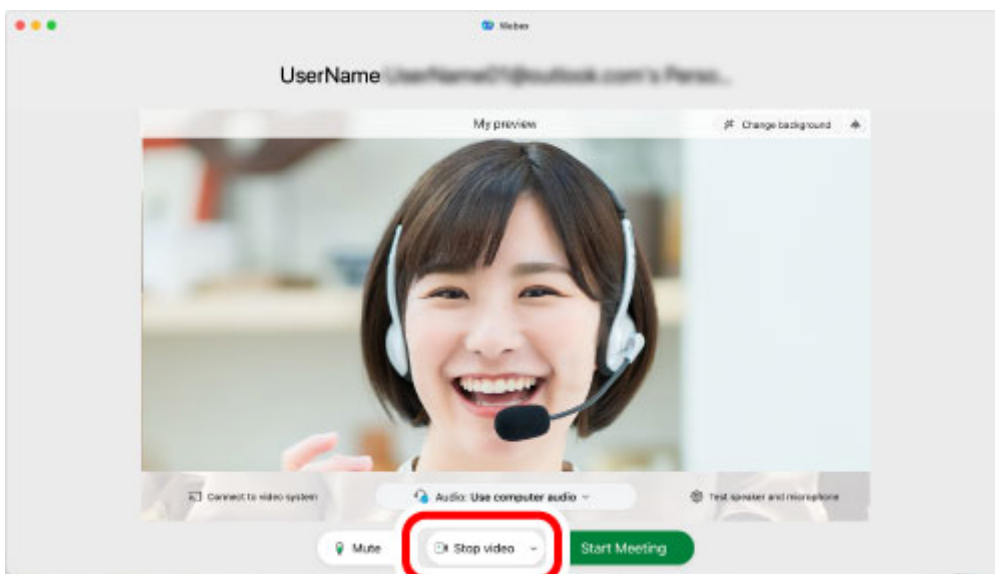 Webex
UserName
My preview
Change background
Connect to video system
Audio: Use computer audio
Test speaker and microphone
Mute
Stop video
Start Meeting